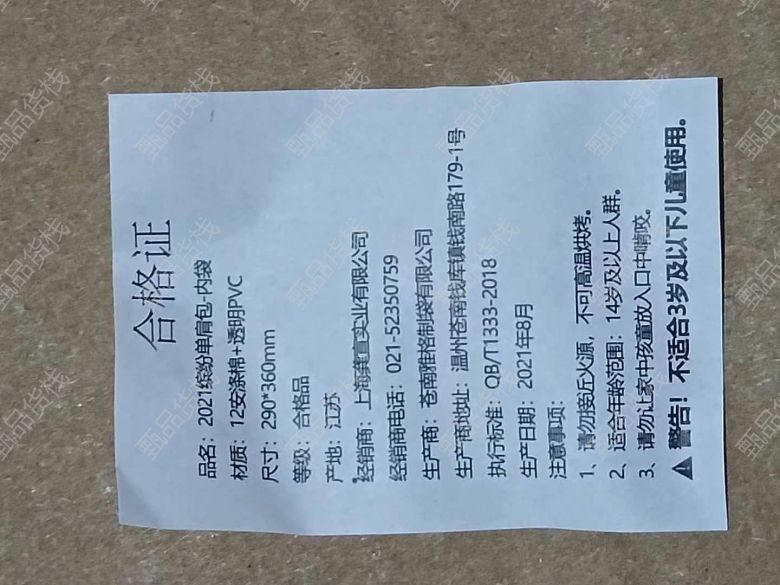 合格证
品名：2021缤纷单肩包-内袋
材质：12安涤棉+透明PVC
尺寸：290*360mm
等级：合格品
产地：江苏
经销商：上海龚直实业有限公司
经销商电话：021-52350759
生产商：苍南雅格制袋有限公司
生产商地址：温州苍南钱库镇钱南路179-1号
执行标准：QB/T1333-2018
生产日期：2021年8月
注意事项：
1、请勿接近火源，不可高温烘烤。
2、适合年龄范围：14岁及以上人群。
3、请勿让家中孩童放入口中啃咬。
警告！不适合3岁及以下儿童使用。
甄品货栈